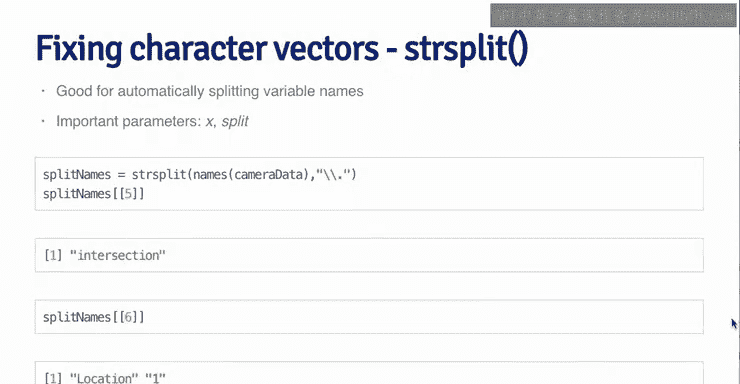 Fixing character vectors - strsplit()
· Good for automatically splitting variable names
· Important parameters: x, split
splitNames = strsplit(names(cameraData),"\\.")
splitNames[[5]]
[1] "intersection"
splitNames[[6]]
[1] "Location" "1"